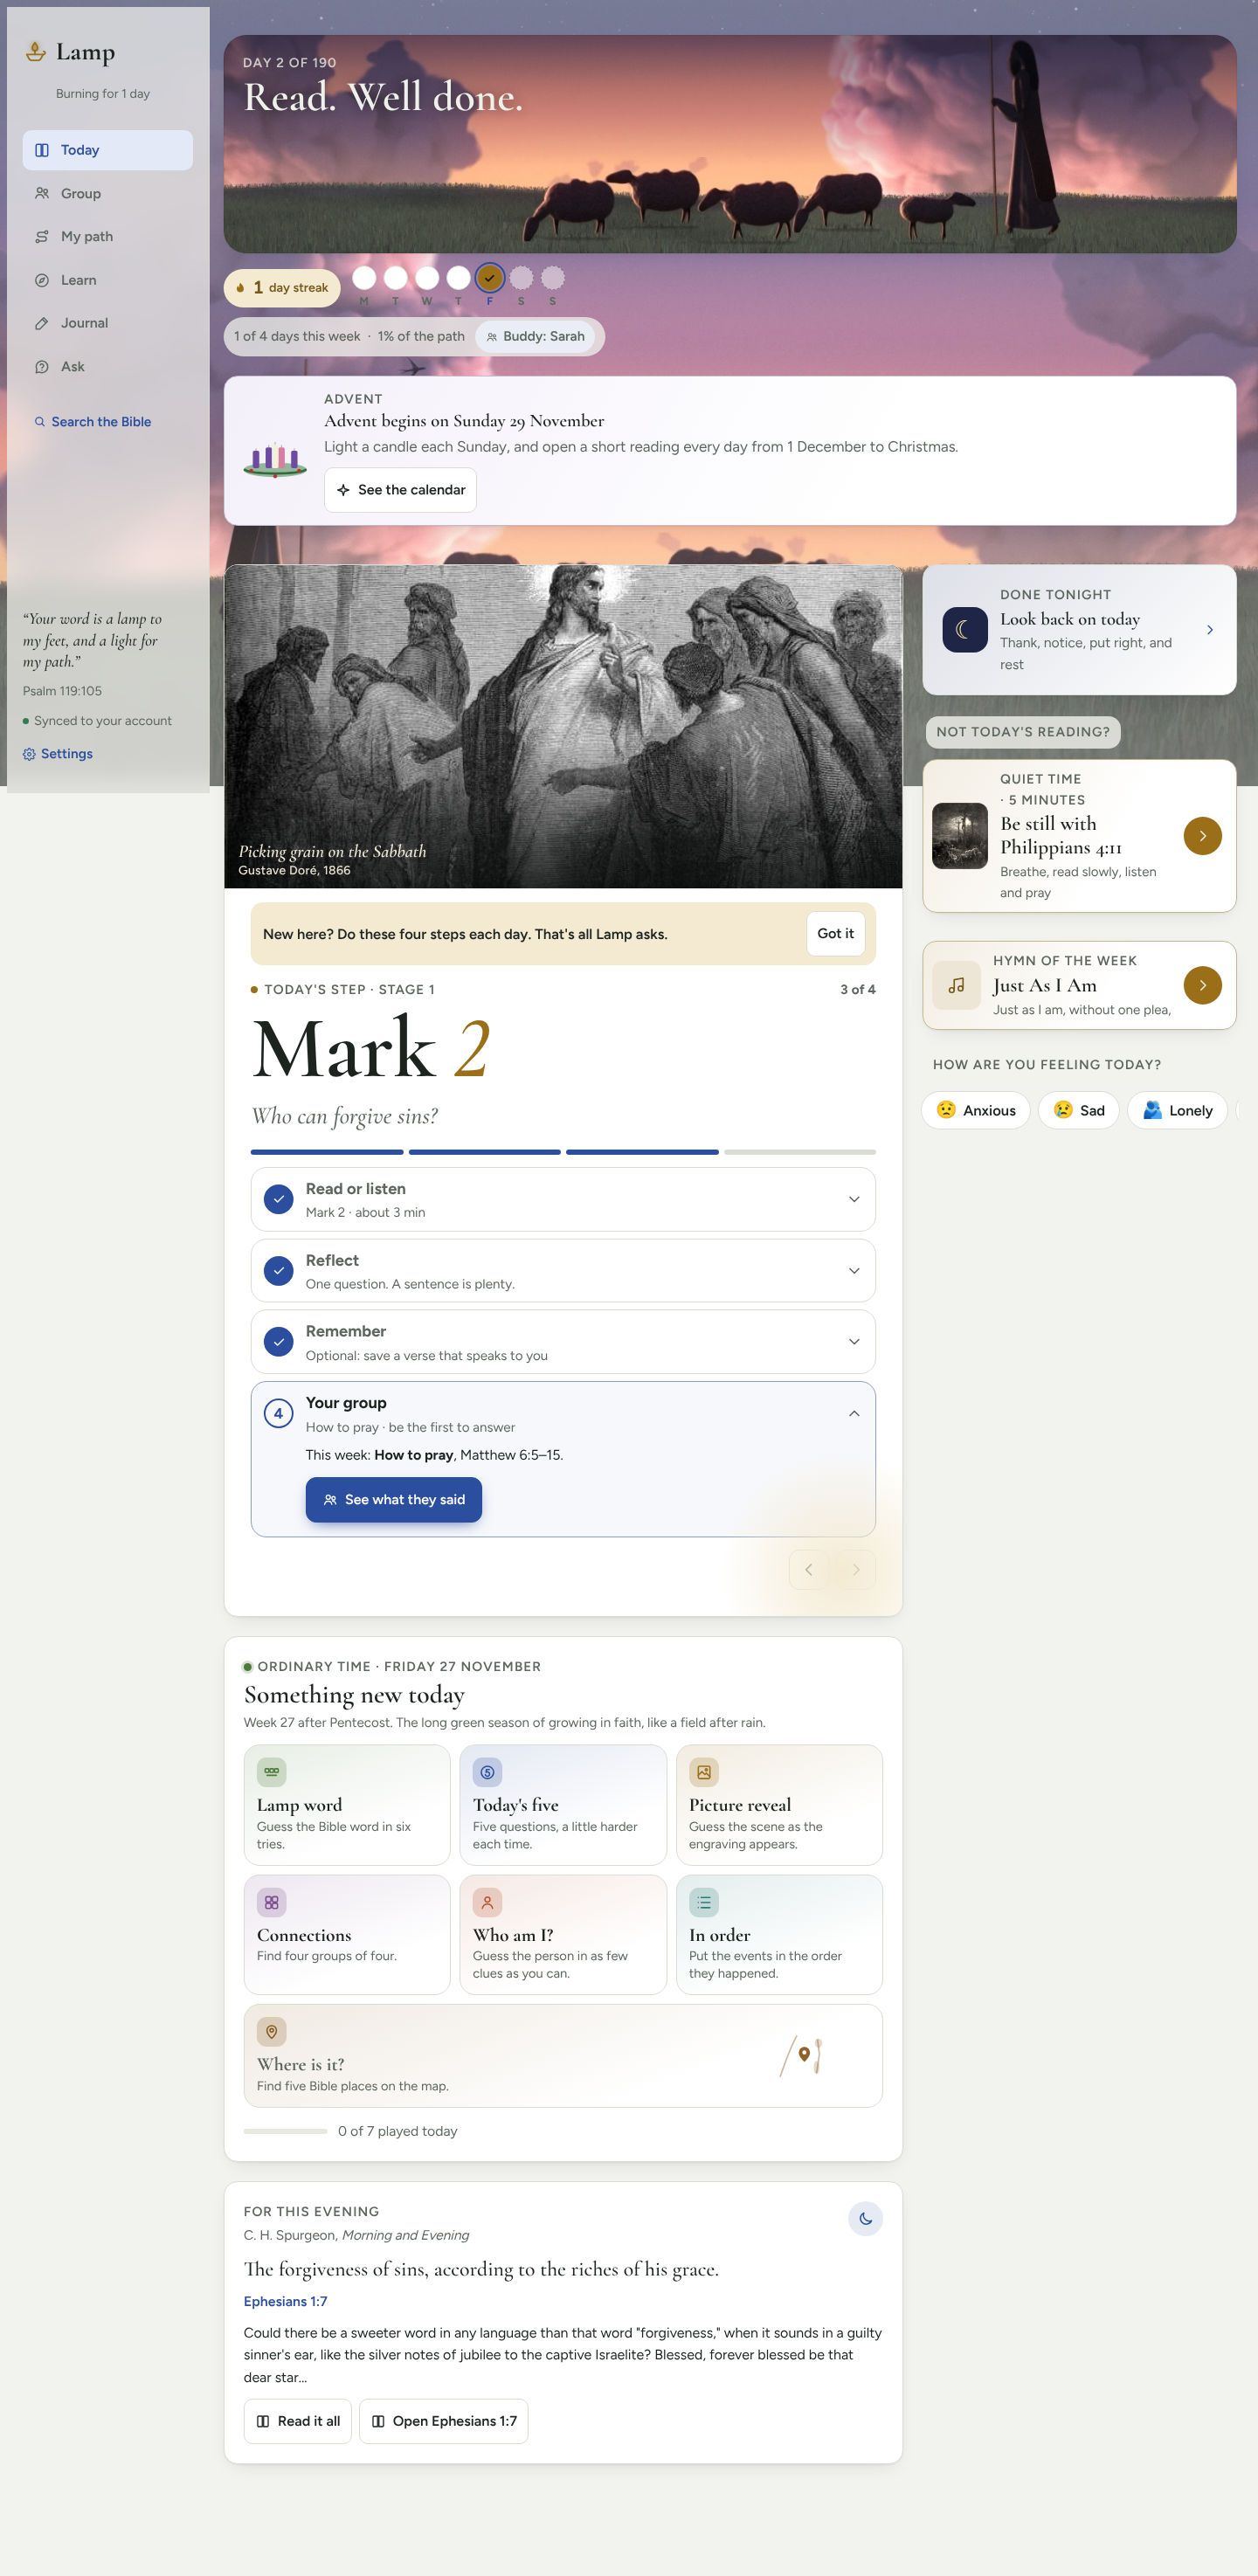 Lamp
Burning for 1 day
Today
Group
My path
Learn
Journal
Ask
Search the Bible
“Your word is a lamp to
my feet, and a light for
my path.”
Psalm 119:105
Synced to your account
Settings
DAY 2 OF 190
Read. Well done.
1 day streak
M T W T F S S
1 of 4 days this week · 1% of the path
Buddy: Sarah
ADVENT
Advent begins on Sunday 29 November
Light a candle each Sunday, and open a short reading every day from 1 December to Christmas.
See the calendar
Picking grain on the Sabbath
Gustave Doré, 1866
New here? Do these four steps each day. That's all Lamp asks.
Got it
TODAY'S STEP · STAGE 1
3 of 4
Mark 2
Who can forgive sins?
Read or listen
Mark 2 · about 3 min
Reflect
One question. A sentence is plenty.
Remember
Optional: save a verse that speaks to you
4
Your group
How to pray · be the first to answer
This week: How to pray, Matthew 6:5–15.
See what they said
DONE TONIGHT
Look back on today
Thank, notice, put right, and
rest
NOT TODAY'S READING?
QUIET TIME
· 5 MINUTES
Be still with
Philippians 4:11
Breathe, read slowly, listen
and pray
HYMN OF THE WEEK
Just As I Am
Just as I am, without one plea,
HOW ARE YOU FEELING TODAY?
Anxious
Sad
Lonely
ORDINARY TIME · FRIDAY 27 NOVEMBER
Something new today
Week 27 after Pentecost. The long green season of growing in faith, like a field after rain.
Lamp word
Guess the Bible word in six
tries.
5
Today's five
Five questions, a little harder
each time.
Picture reveal
Guess the scene as the
engraving appears.
Connections
Find four groups of four.
Who am I?
Guess the person in as few
clues as you can.
In order
Put the events in the order
they happened.
Where is it?
Find five Bible places on the map.
0 of 7 played today
FOR THIS EVENING
C. H. Spurgeon, Morning and Evening
The forgiveness of sins, according to the riches of his grace.
Ephesians 1:7
Could there be a sweeter word in any language than that word "forgiveness," when it sounds in a guilty
sinner's ear, like the silver notes of jubilee to the captive Israelite? Blessed, forever blessed be that
dear star…
Read it all
Open Ephesians 1:7